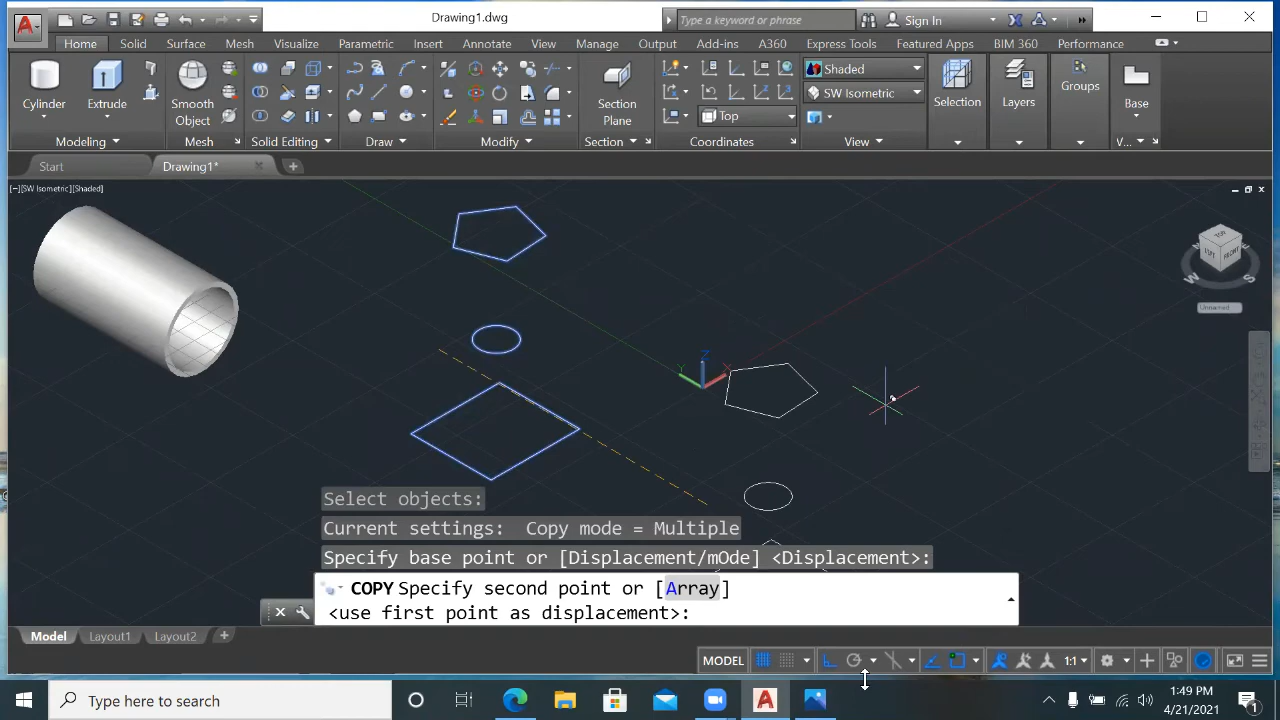 Drawing1.dwg
Type a keyword or phrase
Sign In
Home Solid Surface Mesh Visualize Parametric Insert Annotate View Manage Output Add-ins A360 Express Tools Featured Apps BIM 360 Performance
Cylinder
Extrude
Smooth
Object
Section
Plane
Shaded
SW Isometric
Top
Selection
Layers
Groups
Base
Modeling
Mesh
Solid Editing
Draw
Modify
Section
Coordinates
View
V...
Start
Drawing1*
[−][SW Isometric][Shaded]
TOP
LEFT
FRONT
W
S
Unnamed
Z
Y
X
Select objects:
Current settings: Copy mode = Multiple
Specify base point or [Displacement/mOde] <Displacement>:
COPY Specify second point or [Array]
<use first point as displacement>:
Model
Layout1
Layout2
MODEL
1:1
Type here to search
1:49 PM
4/21/2021
1